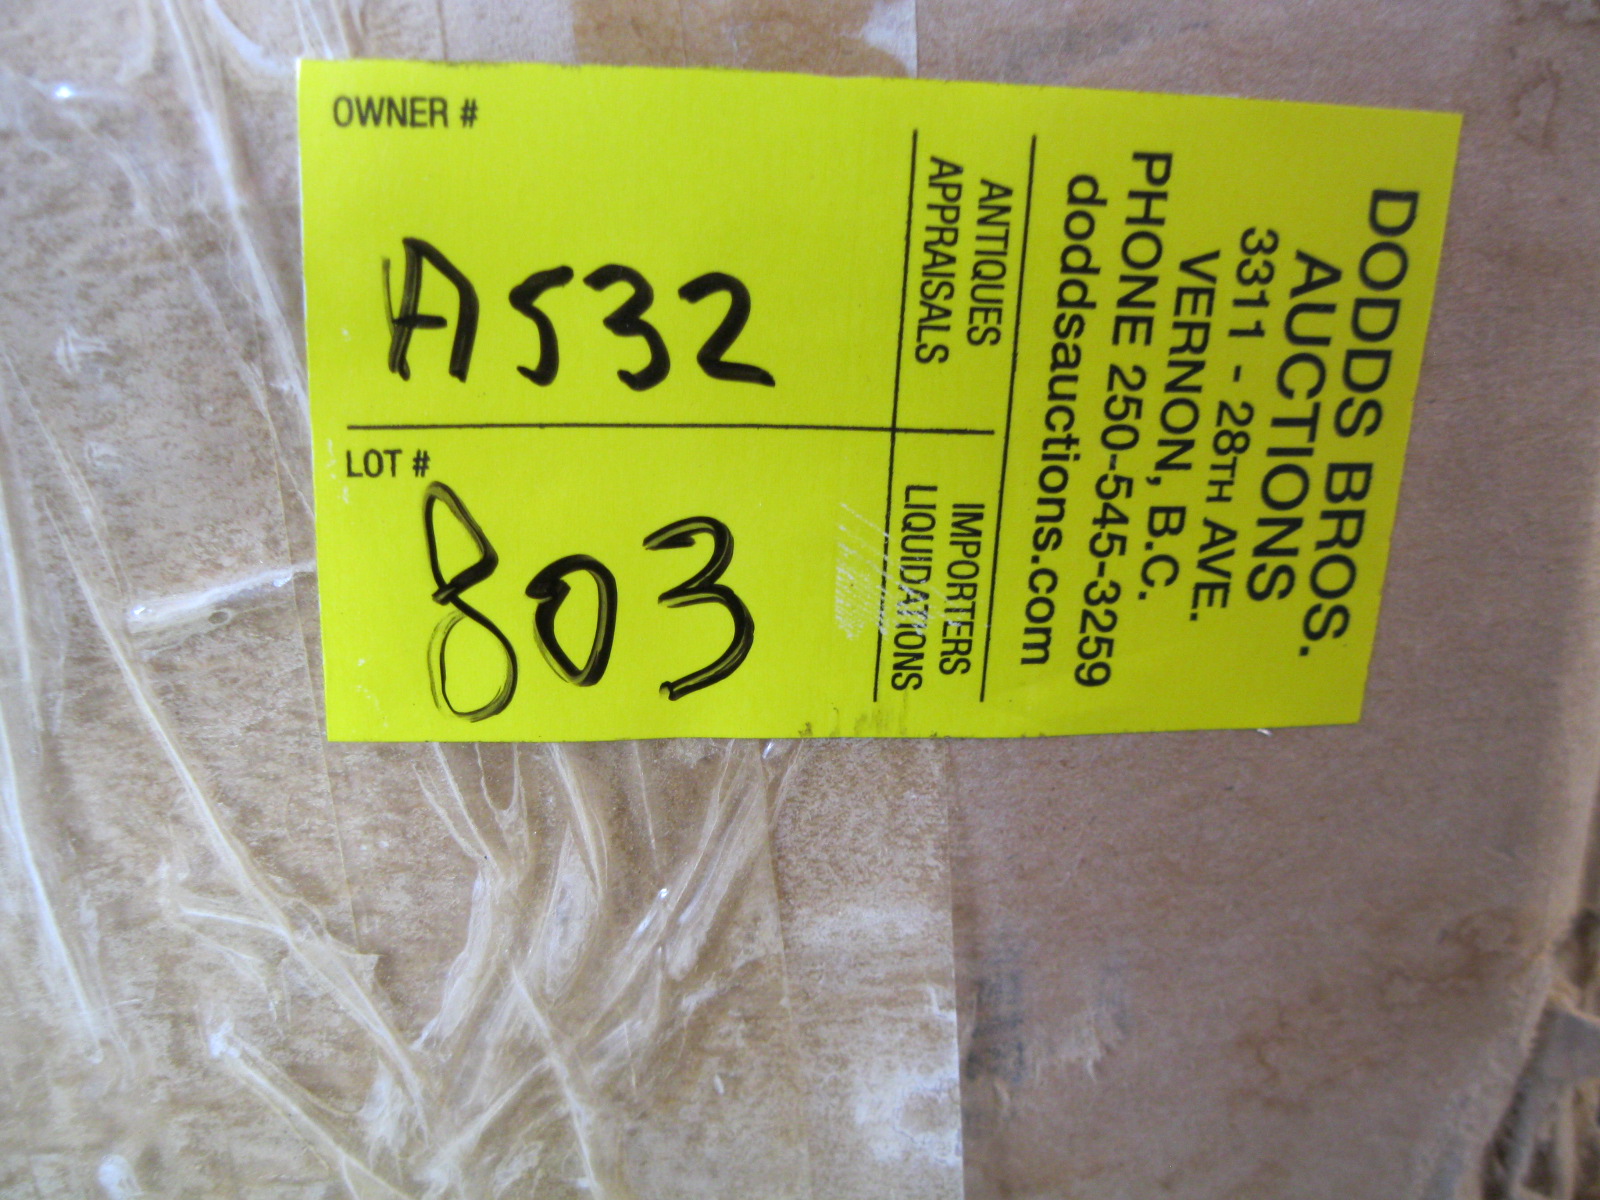 DODDS BROS.
AUCTIONS
3311 - 28TH AVE.
VERNON, B.C.
PHONE 250-545-3259
doddsauctions.com
ANTIQUES
APPRAISALS
IMPORTERS
LIQUIDATIONS
OWNER #
A532
LOT #
803